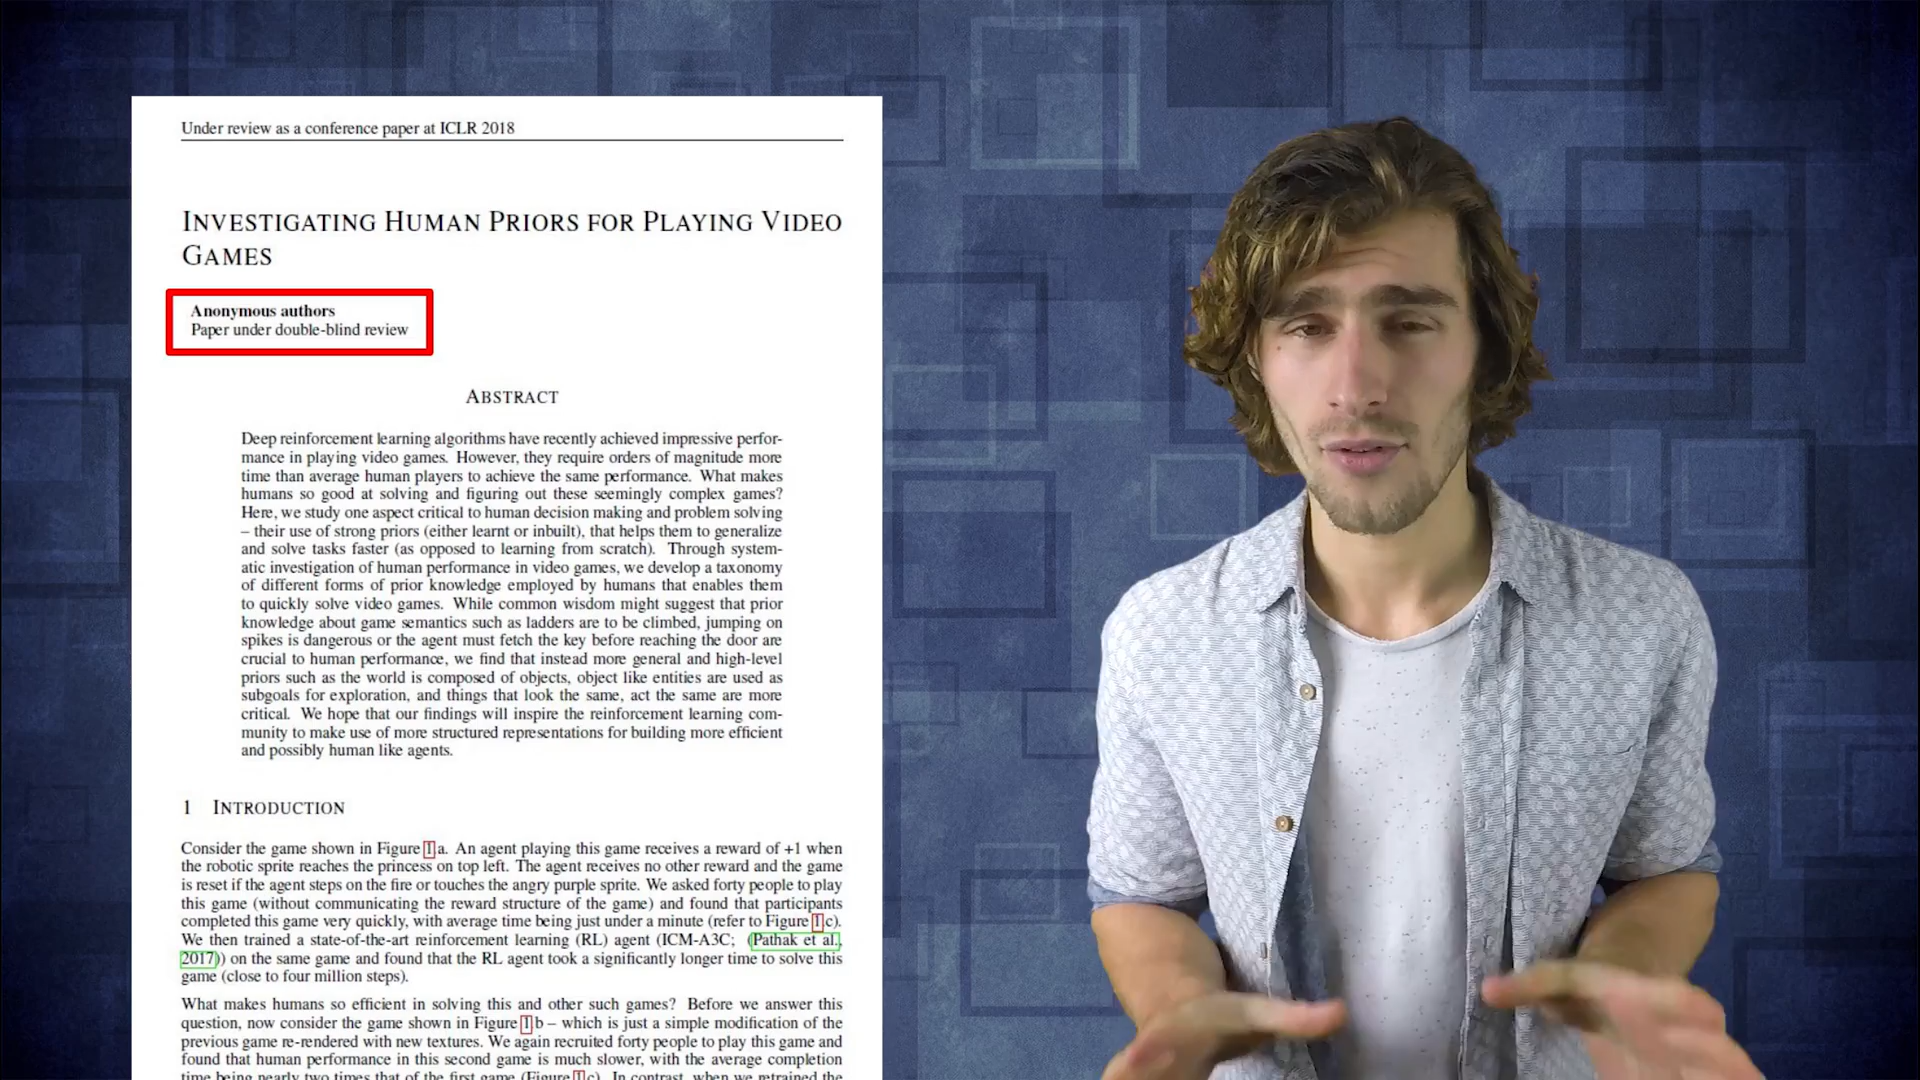 Under review as a conference paper at ICLR 2018
INVESTIGATING HUMAN PRIORS FOR PLAYING VIDEO
GAMES
Anonymous authors
Paper under double-blind review
ABSTRACT
Deep reinforcement learning algorithms have recently achieved impressive perfor-
mance in playing video games. However, they require orders of magnitude more
time than average human players to achieve the same performance. What makes
humans so good at solving and figuring out these seemingly complex games?
Here, we study one aspect critical to human decision making and problem solving
– their use of strong priors (either learnt or inbuilt), that helps them to generalize
and solve tasks faster (as opposed to learning from scratch). Through system-
atic investigation of human performance in video games, we develop a taxonomy
of different forms of prior knowledge employed by humans that enables them
to quickly solve video games. While common wisdom might suggest that prior
knowledge about game semantics such as ladders are to be climbed, jumping on
spikes is dangerous or the agent must fetch the key before reaching the door are
crucial to human performance, we find that instead more general and high-level
priors such as the world is composed of objects, object like entities are used as
subgoals for exploration, and things that look the same, act the same are more
critical. We hope that our findings will inspire the reinforcement learning com-
munity to make use of more structured representations for building more efficient
and possibly human like agents.
1 INTRODUCTION
Consider the game shown in Figure 1a. An agent playing this game receives a reward of +1 when
the robotic sprite reaches the princess on top left. The agent receives no other reward and the game
is reset if the agent steps on the fire or touches the angry purple sprite. We asked forty people to play
this game (without communicating the reward structure of the game) and found that participants
completed this game very quickly, with average time being just under a minute (refer to Figure 1c).
We then trained a state-of-the-art reinforcement learning (RL) agent (ICM-A3C; (Pathak et al.,
2017)) on the same game and found that the RL agent took a significantly longer time to solve this
game (close to four million steps).
What makes humans so efficient in solving this and other such games? Before we answer this
question, now consider the game shown in Figure 1b – which is just a simple modification of the
previous game re-rendered with new textures. We again recruited forty people to play this game and
found that human performance in this second game is much slower, with the average completion
time being nearly two times that of the first game (Figure 1c). In contrast, when we retrained the